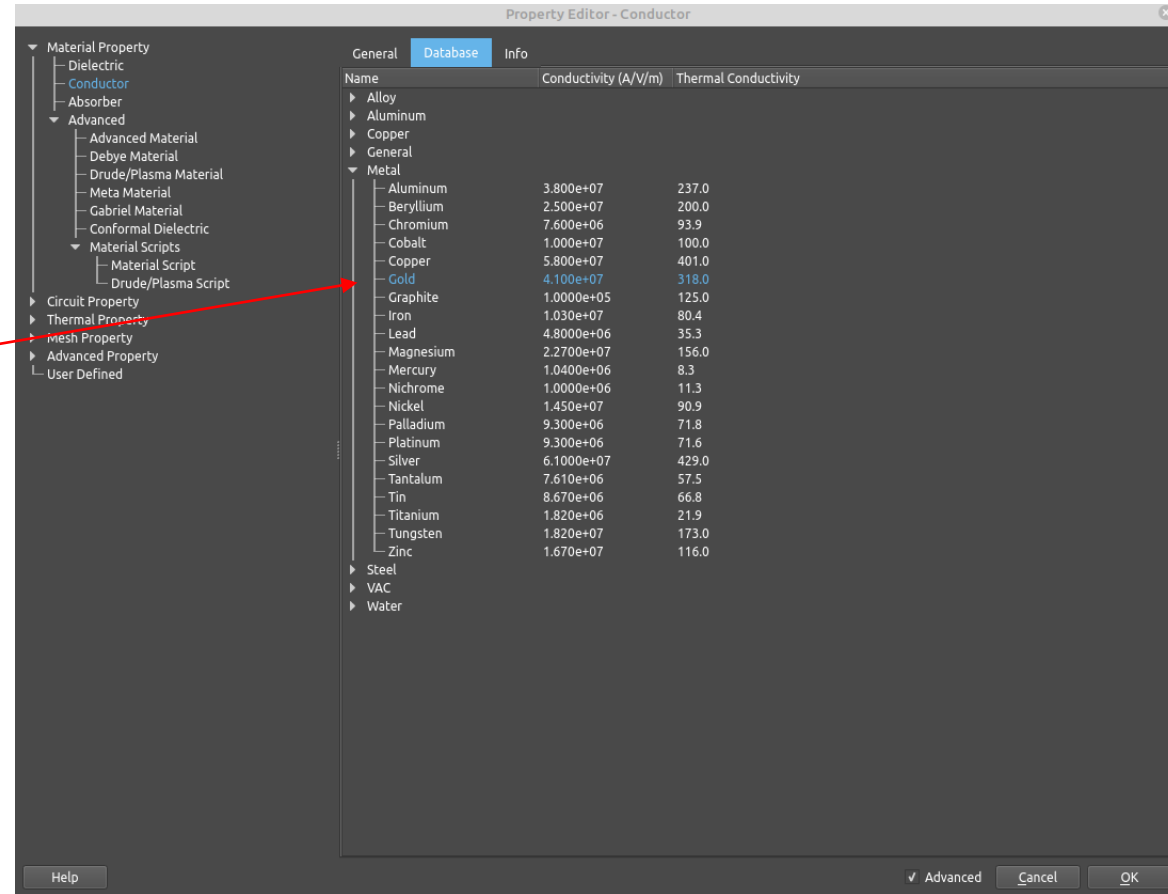 Property Editor - Conductor
Material Property
Dielectric
Conductor
Absorber
Advanced
Advanced Material
Debye Material
Drude/Plasma Material
Meta Material
Gabriel Material
Conformal Dielectric
Material Scripts
Material Script
Drude/Plasma Script
Circuit Property
Thermal Property
Mesh Property
Advanced Property
User Defined
General Database Info
Name Conductivity (A/V/m) Thermal Conductivity
Alloy
Aluminum
Copper
General
Metal
Aluminum 3.800e+07 237.0
Beryllium 2.500e+07 200.0
Chromium 7.600e+06 93.9
Cobalt 1.000e+07 100.0
Copper 5.800e+07 401.0
Gold 4.100e+07 318.0
Graphite 1.0000e+05 125.0
Iron 1.030e+07 80.4
Lead 4.8000e+06 35.3
Magnesium 2.2700e+07 156.0
Mercury 1.0400e+06 8.3
Nichrome 1.0000e+06 11.3
Nickel 1.450e+07 90.9
Palladium 9.300e+06 71.8
Platinum 9.300e+06 71.6
Silver 6.1000e+07 429.0
Tantalum 7.610e+06 57.5
Tin 8.670e+06 66.8
Titanium 1.820e+06 21.9
Tungsten 1.820e+07 173.0
Zinc 1.670e+07 116.0
Steel
VAC
Water
Help Advanced Cancel OK